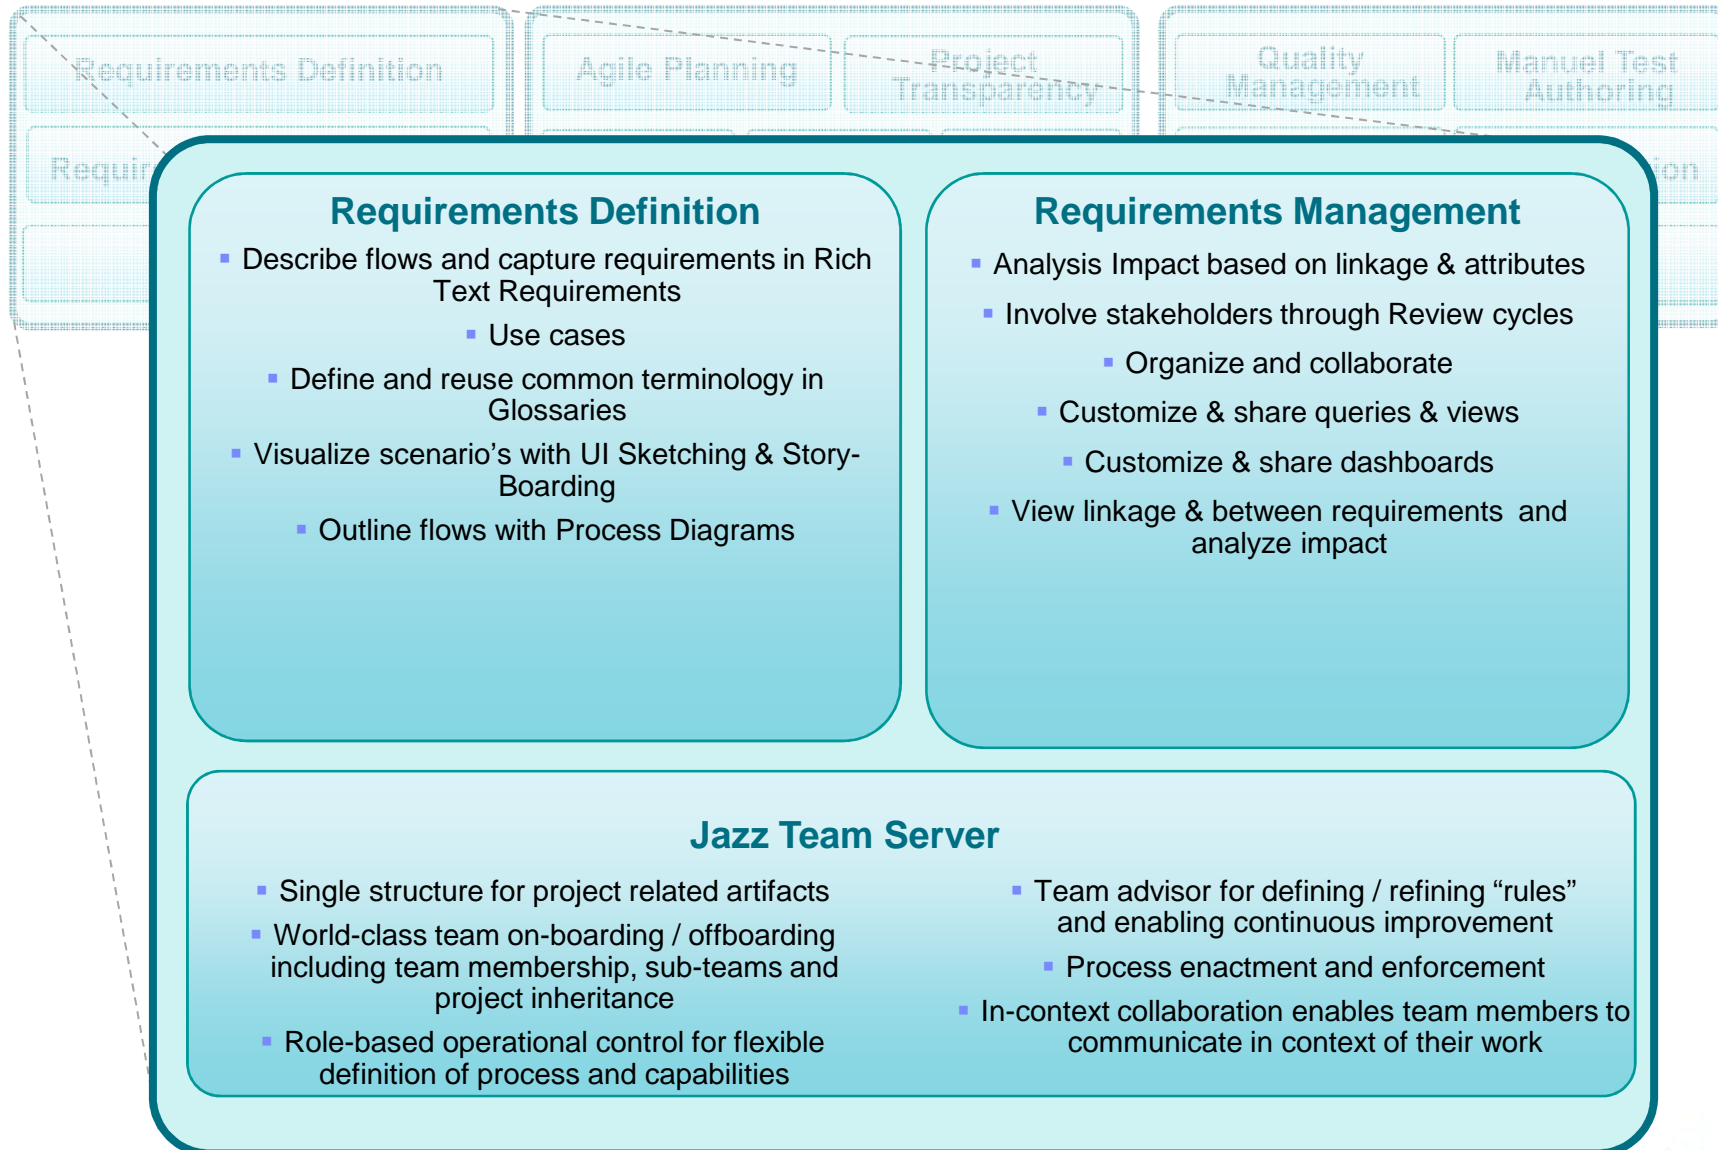 Requirements Definition
Agile Planning
Project
Transparency
Quality
Management
Manuel Test
Authoring
Requirements Definition
▪ Describe flows and capture requirements in Rich
Text Requirements
▪ Use cases
▪ Define and reuse common terminology in
Glossaries
▪ Visualize scenario’s with UI Sketching & Story-
Boarding
▪ Outline flows with Process Diagrams
Requirements Management
▪ Analysis Impact based on linkage & attributes
▪ Involve stakeholders through Review cycles
▪ Organize and collaborate
▪ Customize & share queries & views
▪ Customize & share dashboards
▪ View linkage & between requirements  and
analyze impact
Jazz Team Server
▪ Single structure for project related artifacts
▪ World-class team on-boarding / offboarding
including team membership, sub-teams and
project inheritance
▪ Role-based operational control for flexible
definition of process and capabilities
▪ Team advisor for defining / refining “rules”
and enabling continuous improvement
▪ Process enactment and enforcement
▪ In-context collaboration enables team members to
communicate in context of their work